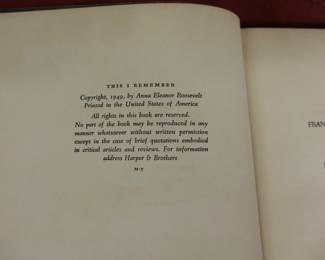 THIS I REMEMBER
Copyright, 1949, by Anna Eleanor Roosevelt
Printed in the United States of America
All rights in this book are reserved.
No part of the book may be reproduced in any
manner whatsoever without written permission
except in the case of brief quotations embodied
in critical articles and reviews. For information
address Harper & Brothers
M-Y
FRAN